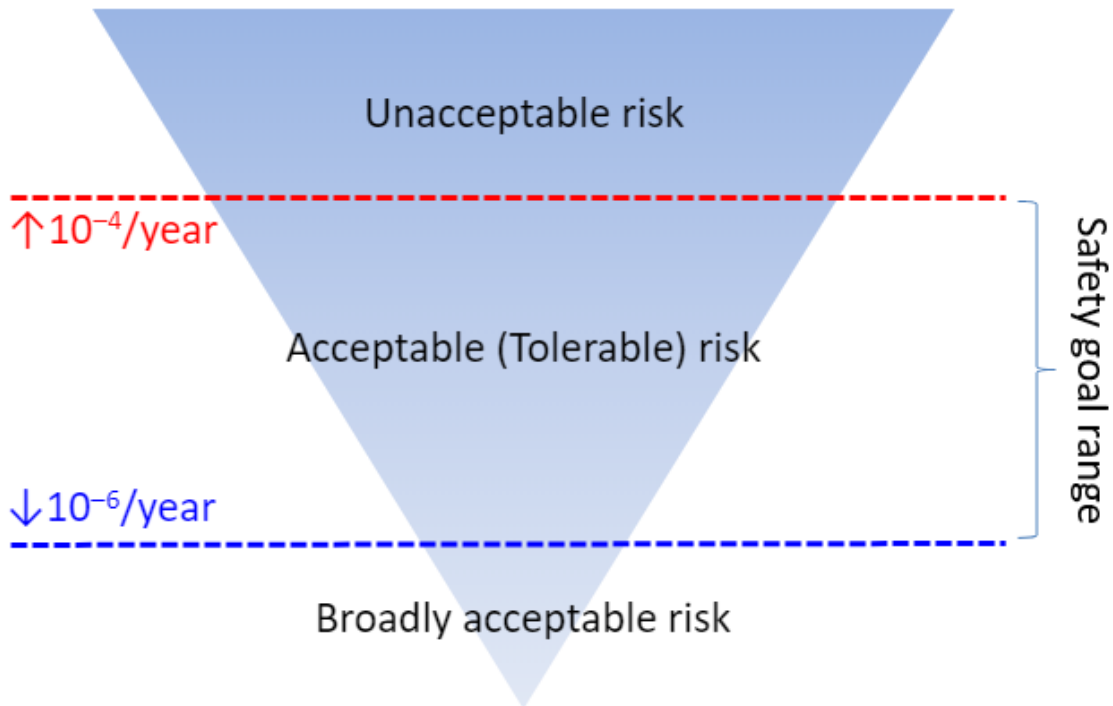 Unacceptable risk
↑10⁻⁴/year
Acceptable (Tolerable) risk
Safety goal range
↓10⁻⁶/year
Broadly acceptable risk